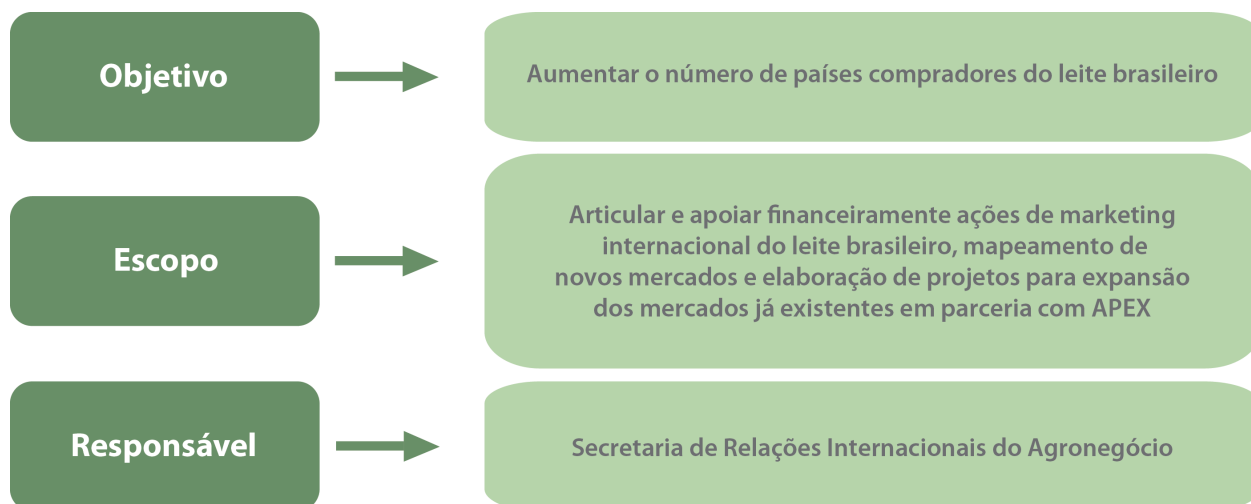 Objetivo
Aumentar o número de países compradores do leite brasileiro
Escopo
Articular e apoiar financeiramente ações de marketing
internacional do leite brasileiro, mapeamento de
novos mercados e elaboração de projetos para expansão
dos mercados já existentes em parceria com APEX
Responsável
Secretaria de Relações Internacionais do Agronegócio